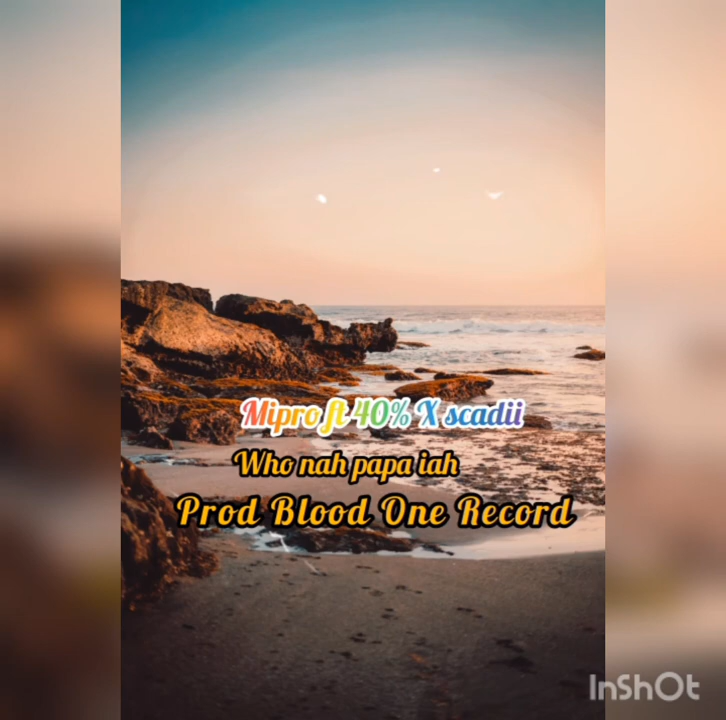 Mipro ft 40% X scadii
Who nah papa iah
Prod Blood One Record
InShOt